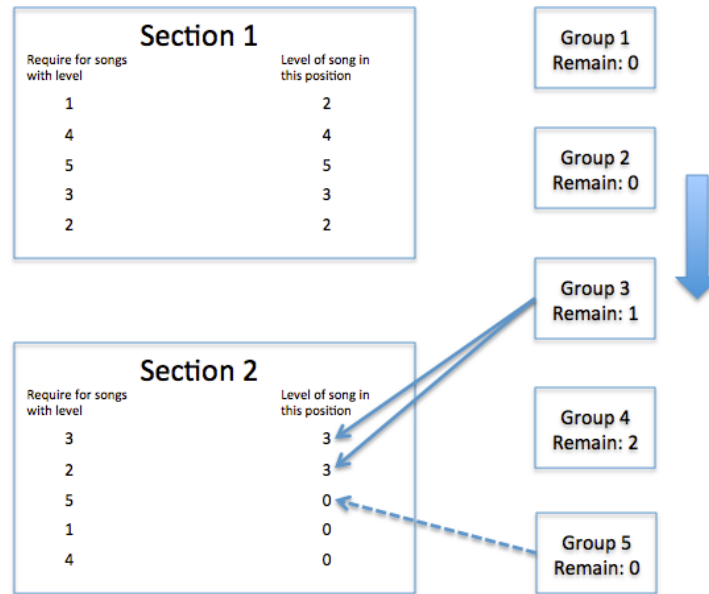 Section 1
Require for songs
with level
Level of song in
this position
1 2
4 4
5 5
3 3
2 2
Section 2
Require for songs
with level
Level of song in
this position
3 3
2 3
5 0
1 0
4 0
Group 1
Remain: 0
Group 2
Remain: 0
Group 3
Remain: 1
Group 4
Remain: 2
Group 5
Remain: 0